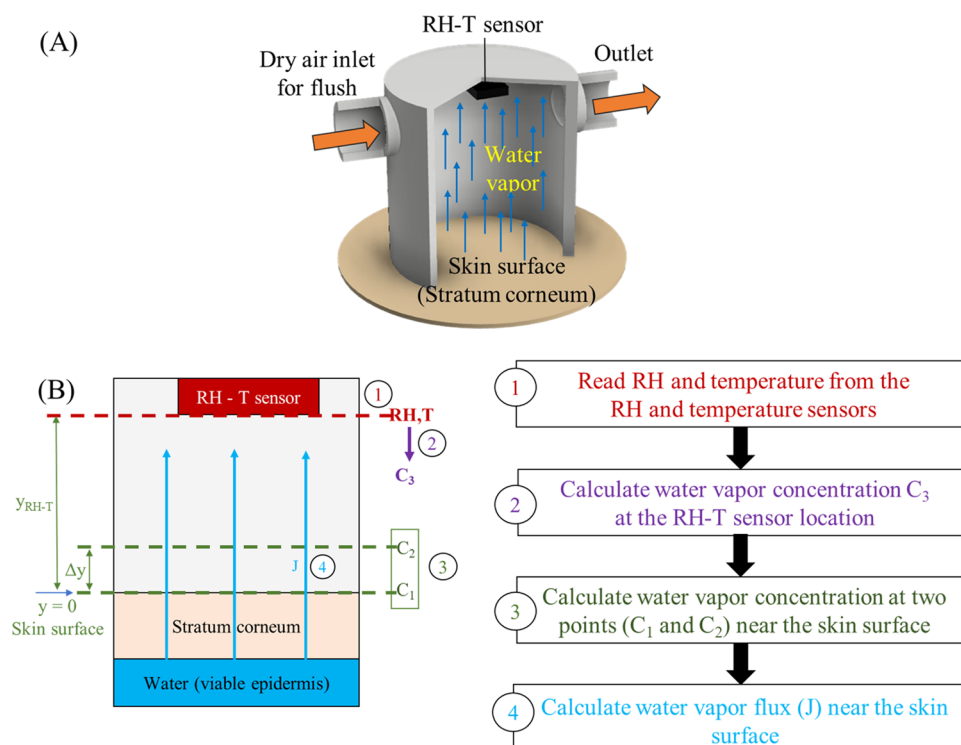 (A)
RH-T sensor
Dry air inlet
for flush
Outlet
Water
vapor
Skin surface
(Stratum corneum)
(B)
RH - T sensor
1
RH,T
2
C₃
y_RH-T
C₂
Δy
J
4
3
C₁
y = 0
Skin surface
Stratum corneum
Water (viable epidermis)
1
Read RH and temperature from the
RH and temperature sensors
2
Calculate water vapor concentration C₃
at the RH-T sensor location
3
Calculate water vapor concentration at two
points (C₁ and C₂) near the skin surface
4
Calculate water vapor flux (J) near the skin
surface